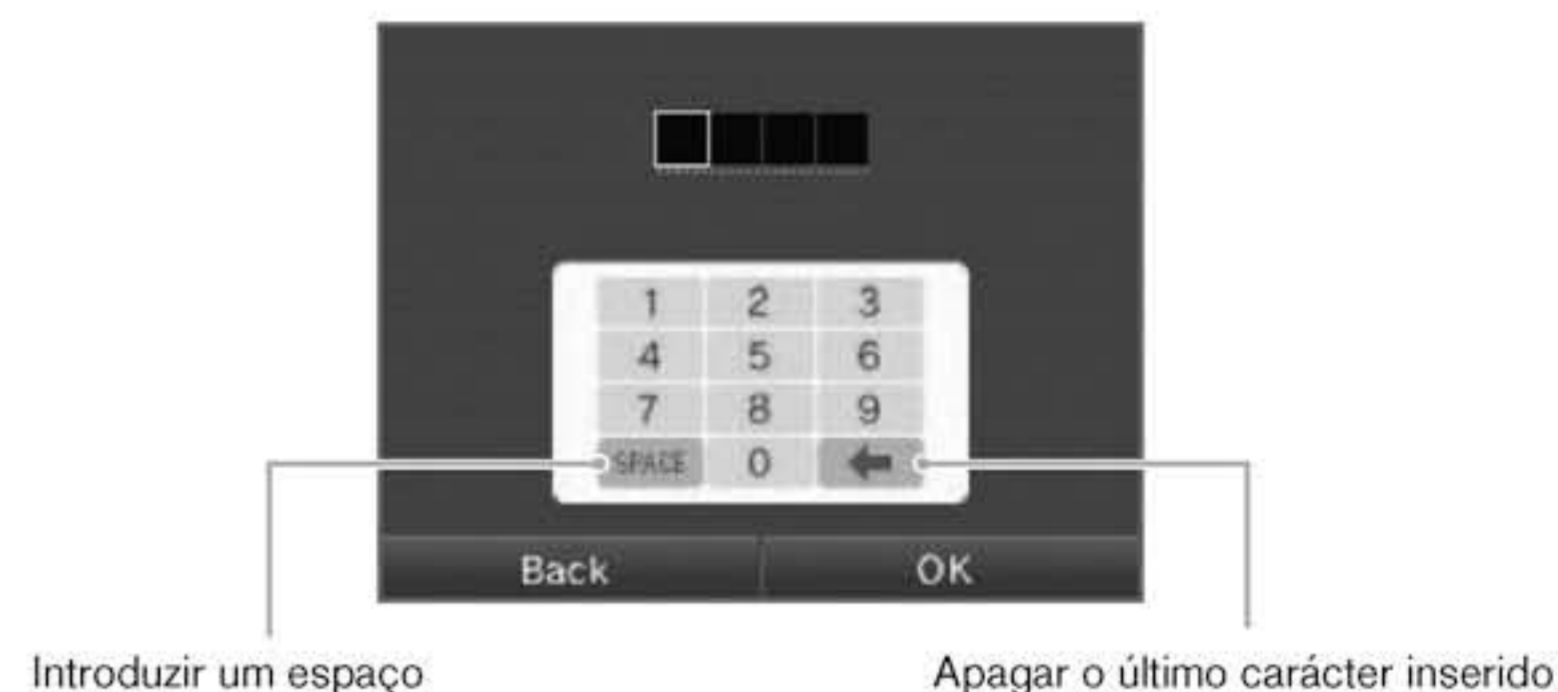 1 2 3
4 5 6
7 8 9
SPACE 0
Back OK
Introduzir um espaço
Apagar o último carácter inserido